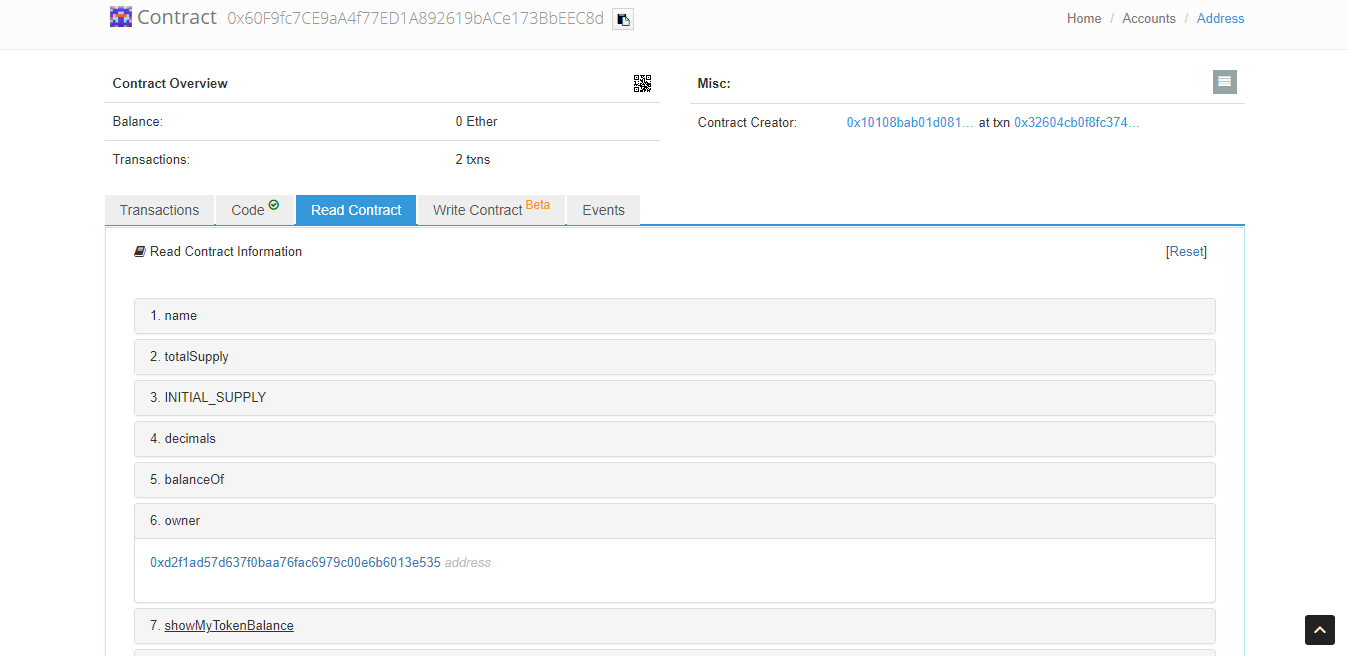 Contract 0x60F9fc7CE9aA4f77ED1A892619bACe173BbEEC8d
Home / Accounts / Address
Contract Overview
Balance: 0 Ether
Transactions: 2 txns
Misc:
Contract Creator: 0x10108bab01d081... at txn 0x32604cb0f8fc374...
Transactions Code Read Contract Write Contract Beta Events
Read Contract Information [Reset]
1. name
2. totalSupply
3. INITIAL_SUPPLY
4. decimals
5. balanceOf
6. owner
0xd2f1ad57d637f0baa76fac6979c00e6b6013e535 address
7. showMyTokenBalance